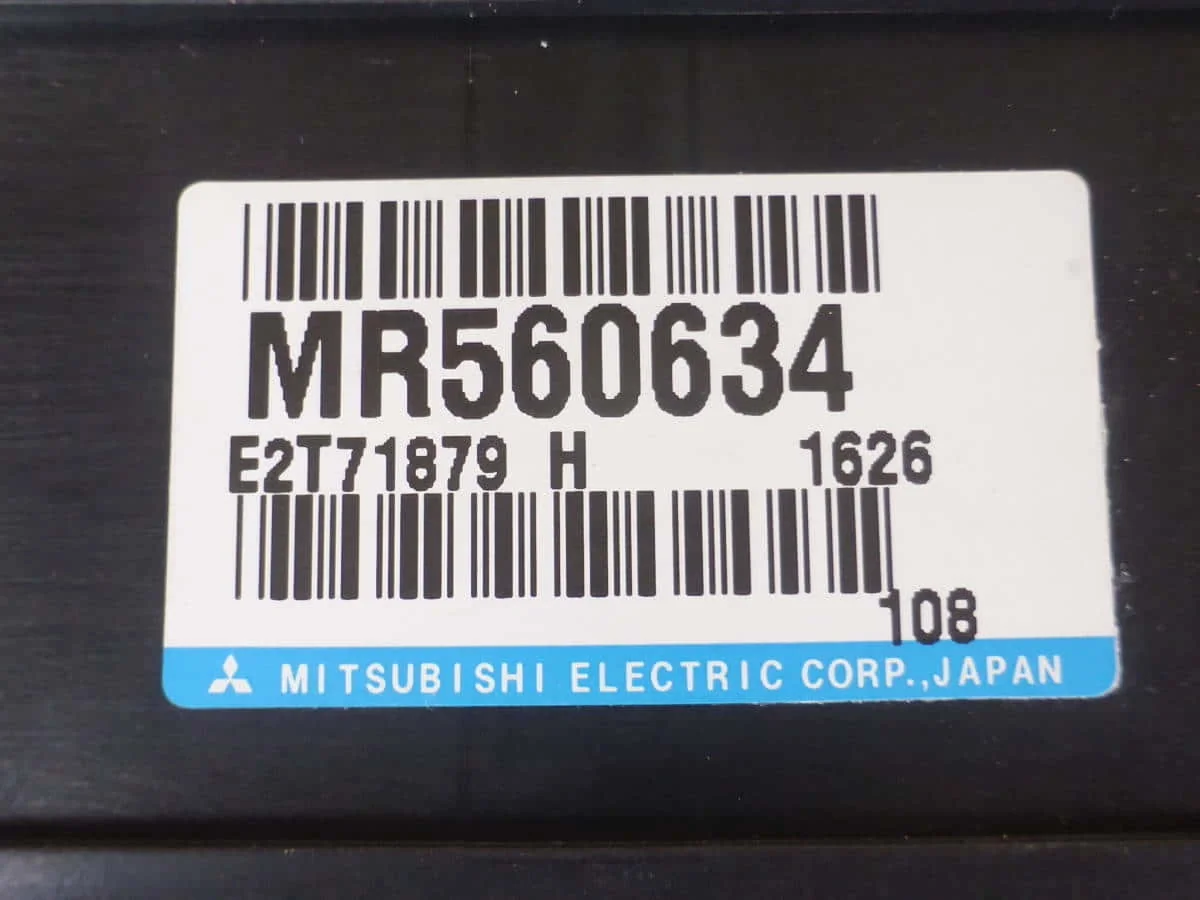 MR560634
E2T71879 H 1626
108
MITSUBISHI ELECTRIC CORP.,JAPAN